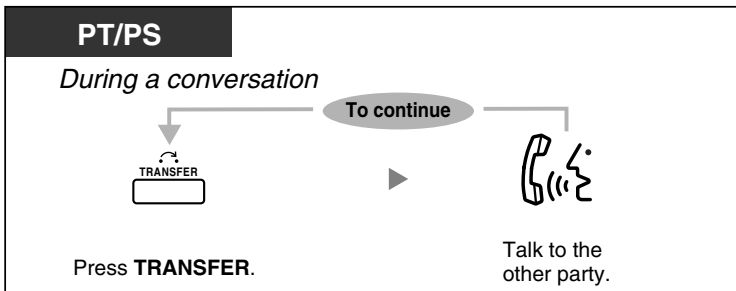 PT/PS
During a conversation
To continue
TRANSFER
Press TRANSFER.
Talk to the
other party.